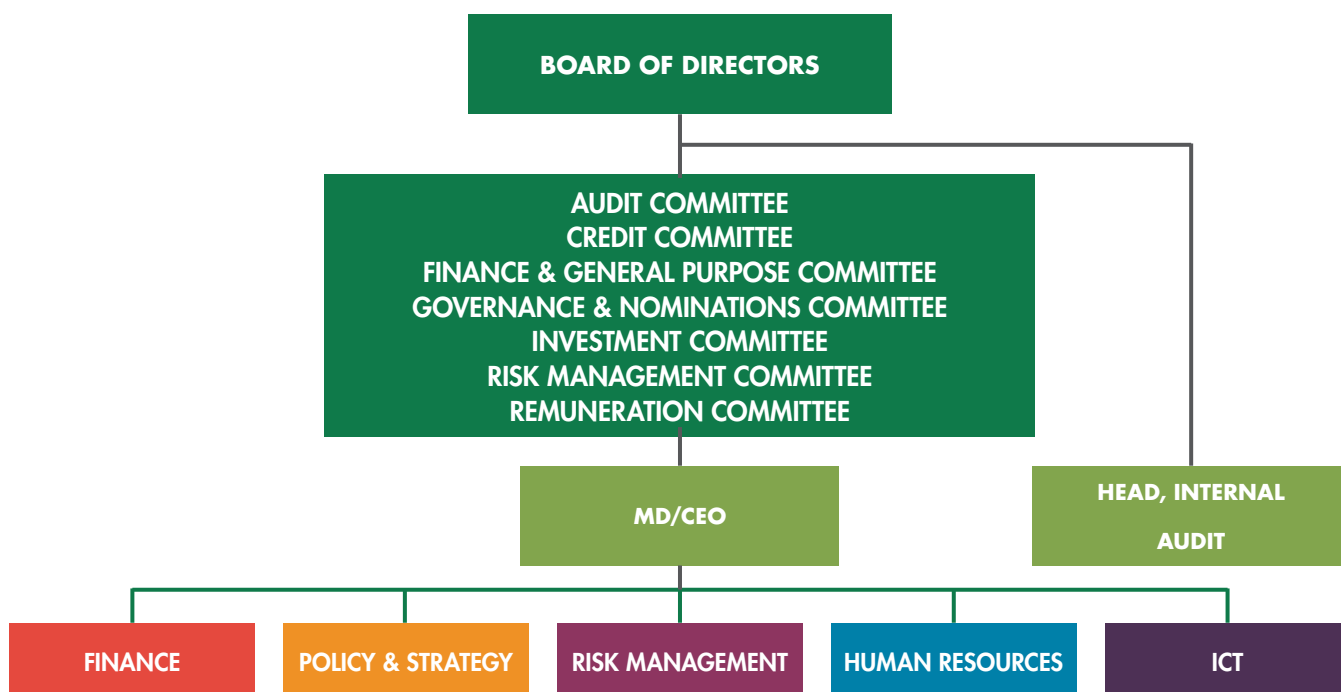 BOARD OF DIRECTORS
AUDIT COMMITTEE
CREDIT COMMITTEE
FINANCE & GENERAL PURPOSE COMMITTEE
GOVERNANCE & NOMINATIONS COMMITTEE
INVESTMENT COMMITTEE
RISK MANAGEMENT COMMITTEE
REMUNERATION COMMITTEE
MD/CEO
HEAD, INTERNAL
AUDIT
FINANCE
POLICY & STRATEGY
RISK MANAGEMENT
HUMAN RESOURCES
ICT